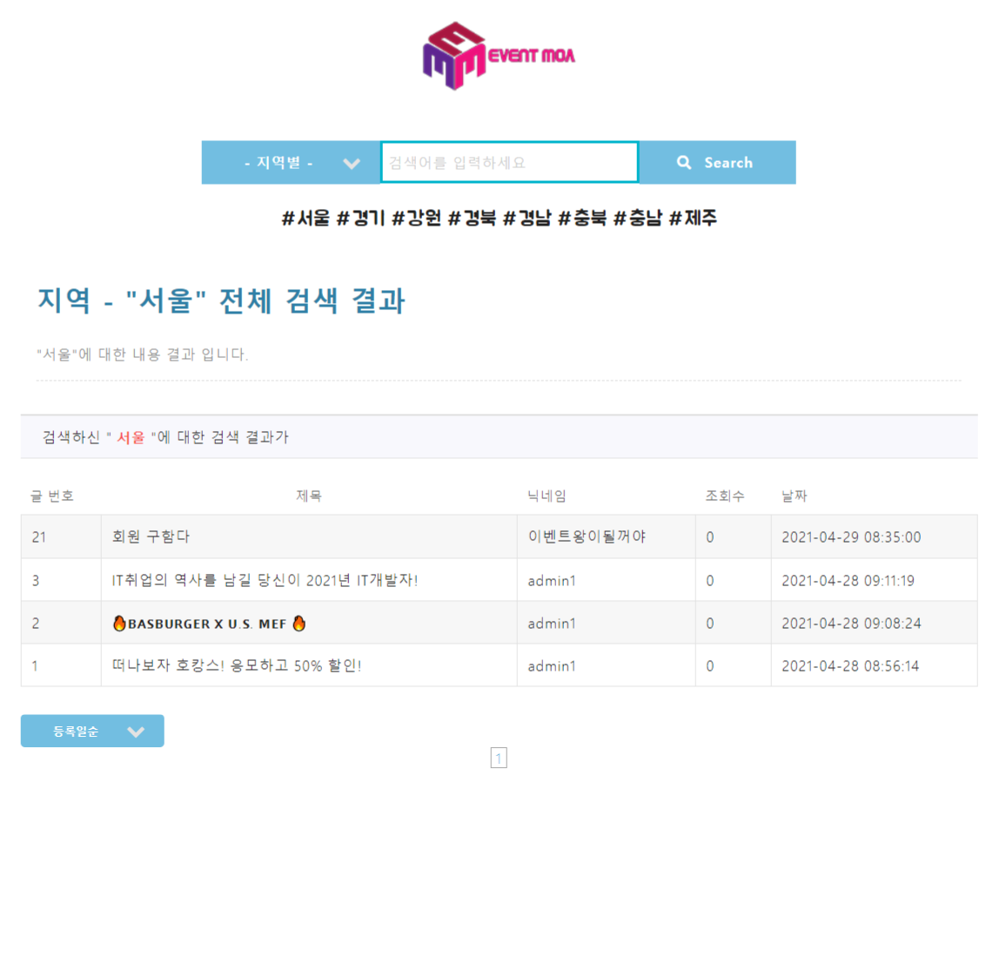 EVENT MOA
- 지역별 - 검색어를 입력하세요 Search
#서울 #경기 #강원 #경북 #경남 #충북 #충남 #제주
지역 - "서울" 전체 검색 결과
"서울"에 대한 내용 결과 입니다.
검색하신 " 서울 "에 대한 검색 결과가
글 번호 제목 닉네임 조회수 날짜
21 회원 구함다 이벤트왕이될꺼야 0 2021-04-29 08:35:00
3 IT취업의 역사를 남길 당신이 2021년 IT개발자! admin1 0 2021-04-28 09:11:19
2 🔥BASBURGER X U.S. MEF 🔥 admin1 0 2021-04-28 09:08:24
1 떠나보자 호캉스! 응모하고 50% 할인! admin1 0 2021-04-28 08:56:14
등록일순
1